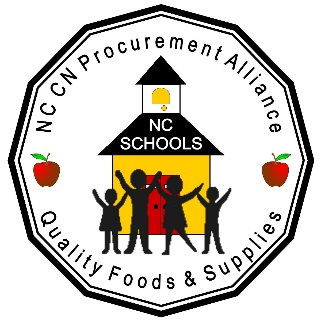 NC CN Procurement Alliance
NC
SCHOOLS
Quality Foods & Supplies